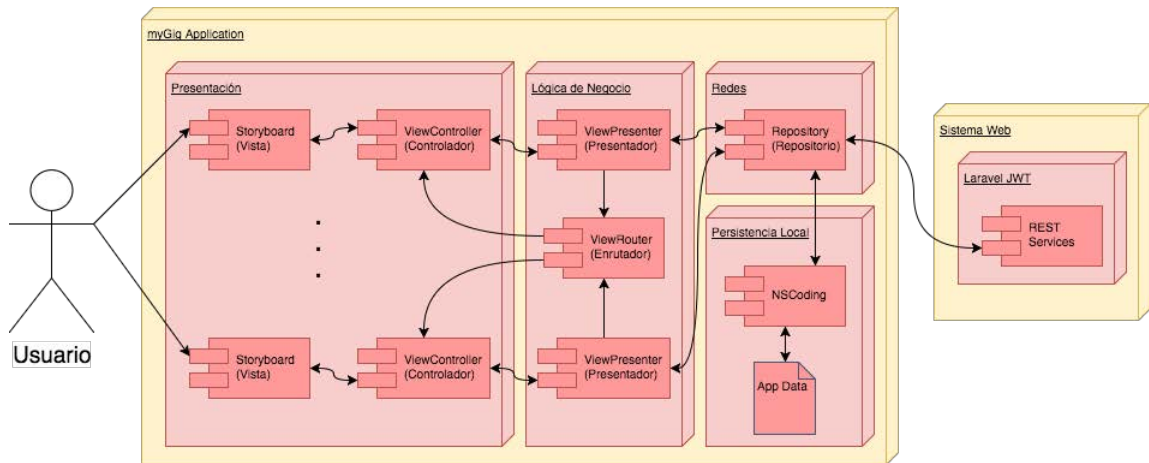 myGig Application
Presentación
Storyboard
(Vista)
ViewController
(Controlador)
Storyboard
(Vista)
ViewController
(Controlador)
Lógica de Negocio
ViewPresenter
(Presentador)
ViewRouter
(Enrutador)
ViewPresenter
(Presentador)
Redes
Repository
(Repositorio)
Persistencia Local
NSCoding
App Data
Sistema Web
Laravel JWT
REST
Services
Usuario